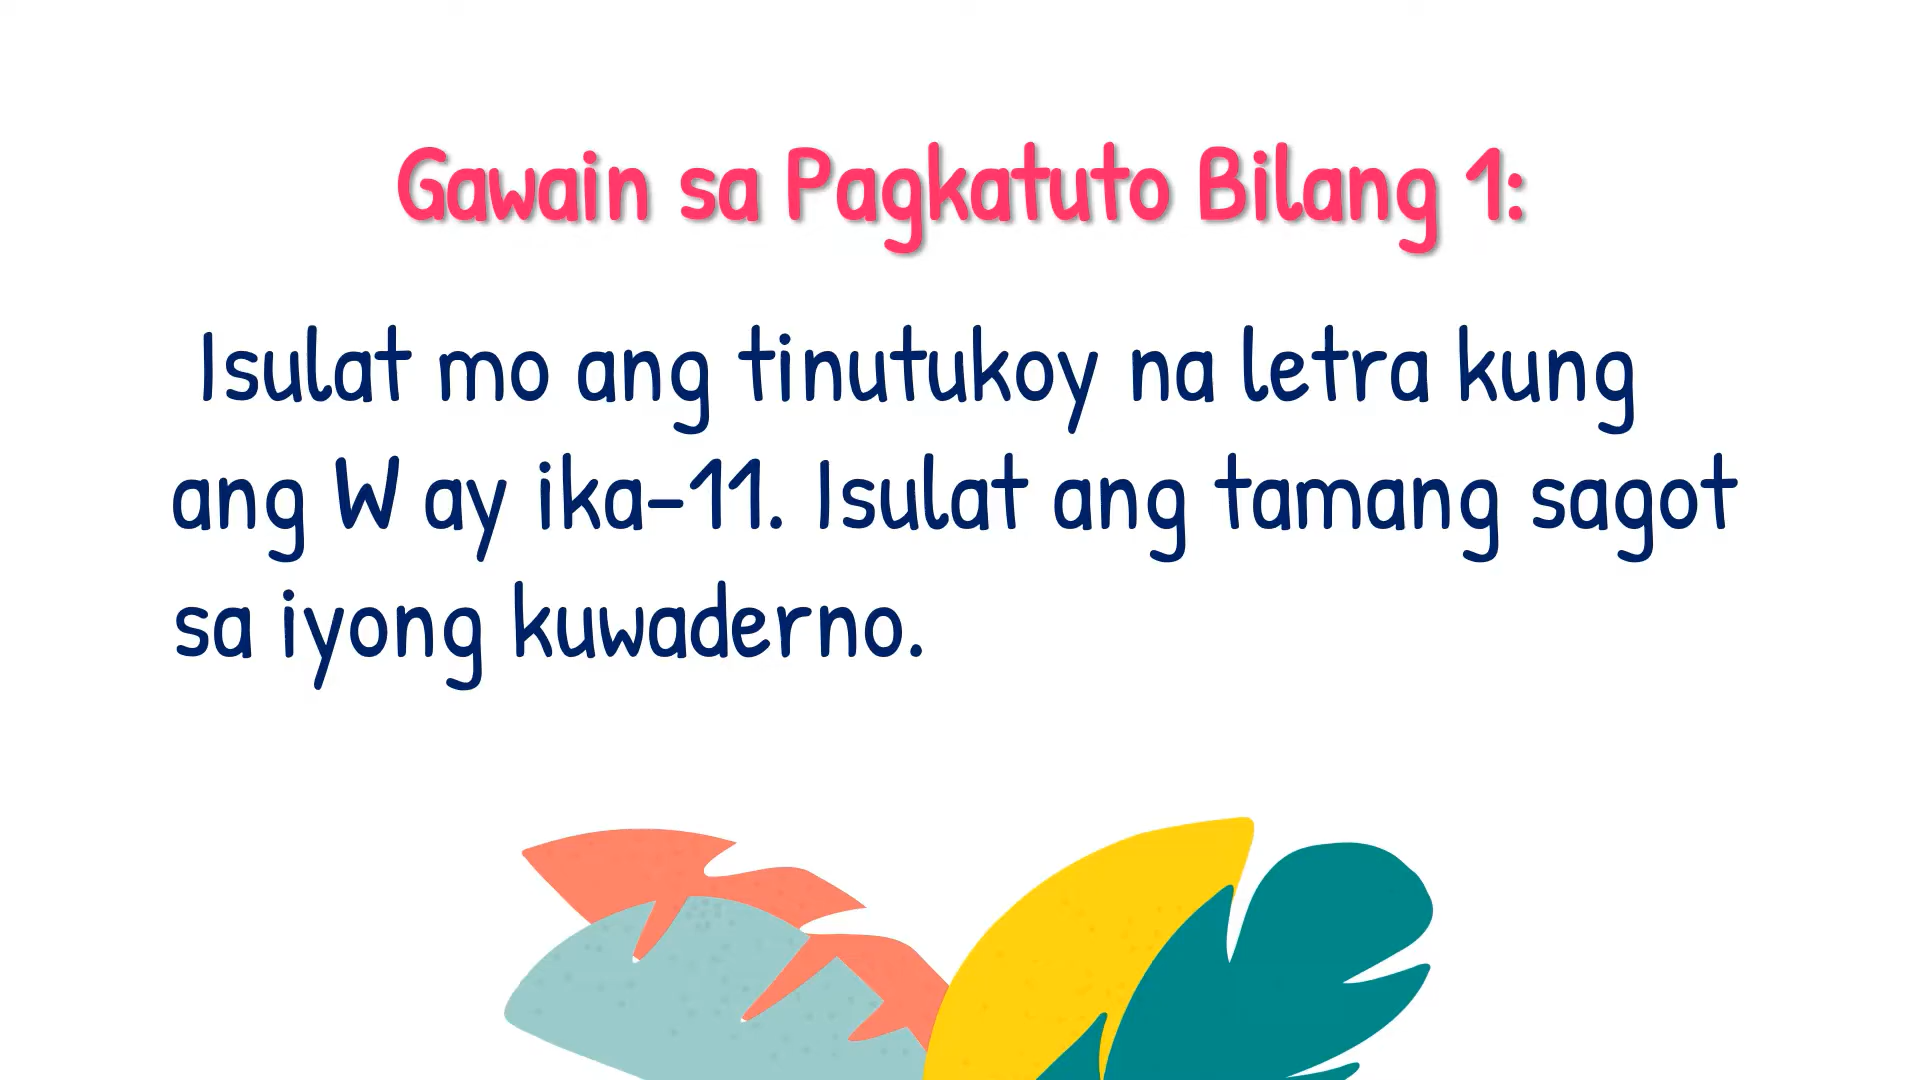 Gawain sa Pagkatuto Bilang 1:
Isulat mo ang tinutukoy na letra kung
ang W ay ika-11. Isulat ang tamang sagot
sa iyong kuwaderno.